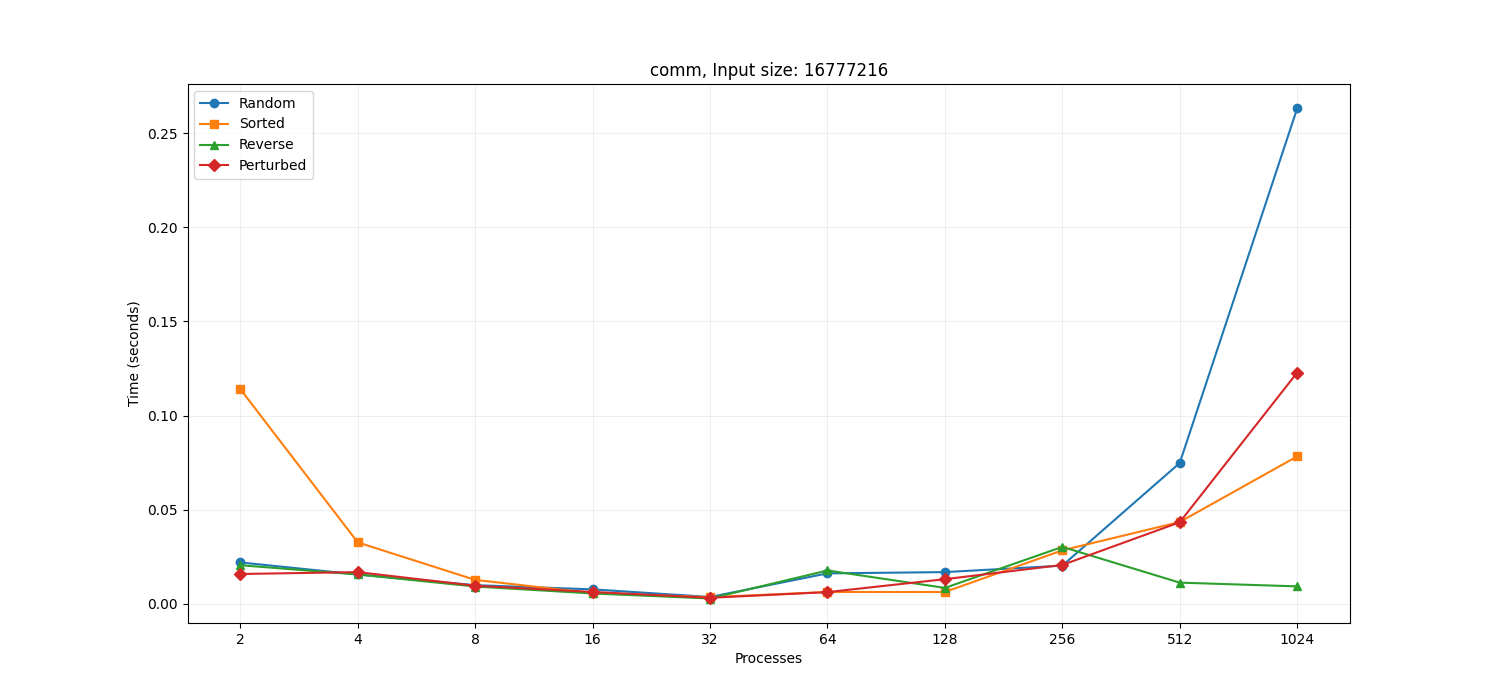 comm, Input size: 16777216
Random
Sorted
Reverse
Perturbed
0.25
0.20
0.15
0.10
0.05
0.00
Time (seconds)
2 4 8 16 32 64 128 256 512 1024
Processes